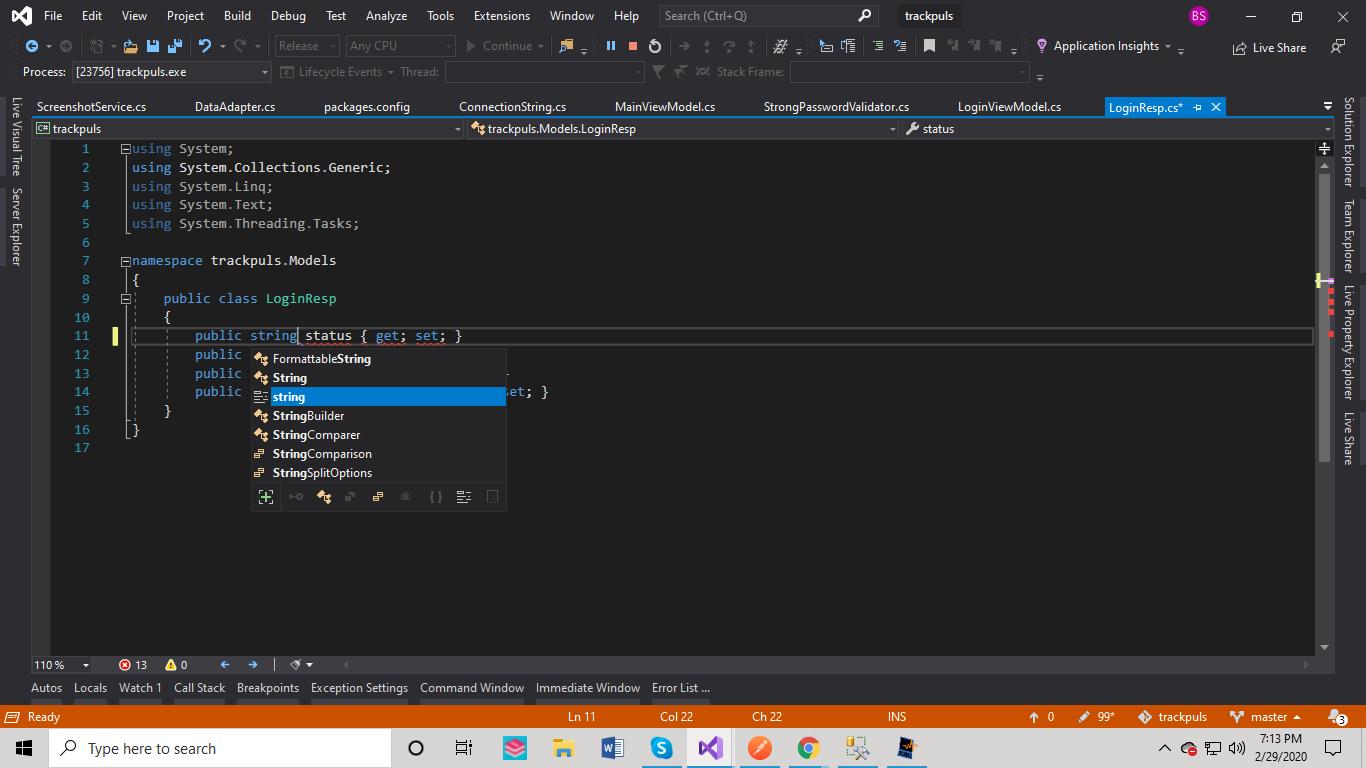 File Edit View Project Build Debug Test Analyze Tools Extensions Window Help Search (Ctrl+Q) trackpuls BS
Release Any CPU Continue Application Insights Live Share
Process: [23756] trackpuls.exe Lifecycle Events Thread: Stack Frame:
ScreenshotService.cs DataAdapter.cs packages.config ConnectionString.cs MainViewModel.cs StrongPasswordValidator.cs LoginViewModel.cs LoginResp.cs*
C# trackpuls trackpuls.Models.LoginResp status
Live Visual Tree
Server Explorer
1 using System;
2 using System.Collections.Generic;
3 using System.Linq;
4 using System.Text;
5 using System.Threading.Tasks;
6
7 namespace trackpuls.Models
8 {
9 public class LoginResp
10 {
11 public string status { get; set; }
12 public
13 public
14 public set; }
15 }
16 }
17
FormattableString
String
string
StringBuilder
StringComparer
StringComparison
StringSplitOptions
Solution Explorer
Team Explorer
Live Property Explorer
Live Share
110 % 13 0
Autos Locals Watch 1 Call Stack Breakpoints Exception Settings Command Window Immediate Window Error List ...
Ready Ln 11 Col 22 Ch 22 INS 0 99* trackpuls master 3
Type here to search
7:13 PM
2/29/2020